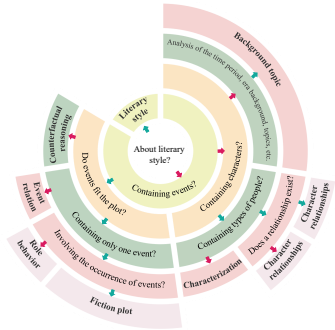 Background topic
Analysis of the time period, era background, topics, etc.
Literary
style
Counterfactual
reasoning
About literary
style?
Containing events?
Containing characters?
Do events fit the plot?
Event
relation
Containing only one event?
Containing types of people?
Does a relationship exist?
Character
relationships
Character
relationships
Role
behavior
Involving the occurrence of events?
Characterization
Fiction plot